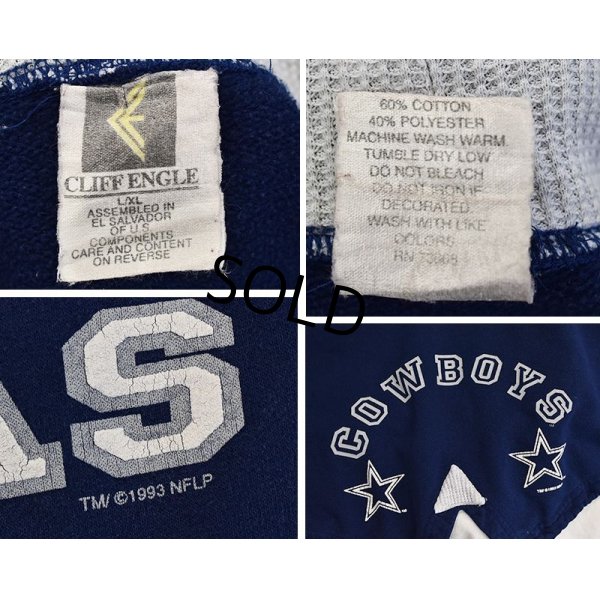 CLIFF ENGLE
L/XL
ASSEMBLED IN
EL SALVADOR
OF U.S
COMPONENTS
CARE AND CONTENT
ON REVERSE
60% COTTON
40% POLYESTER
MACHINE WASH WARM.
TUMBLE DRY LOW
DO NOT BLEACH
DO NOT IRON IF
DECORATED
WASH WITH LIKE
COLORS
SOLD
AS
TM/ ©1993 NFLP
COWBOYS